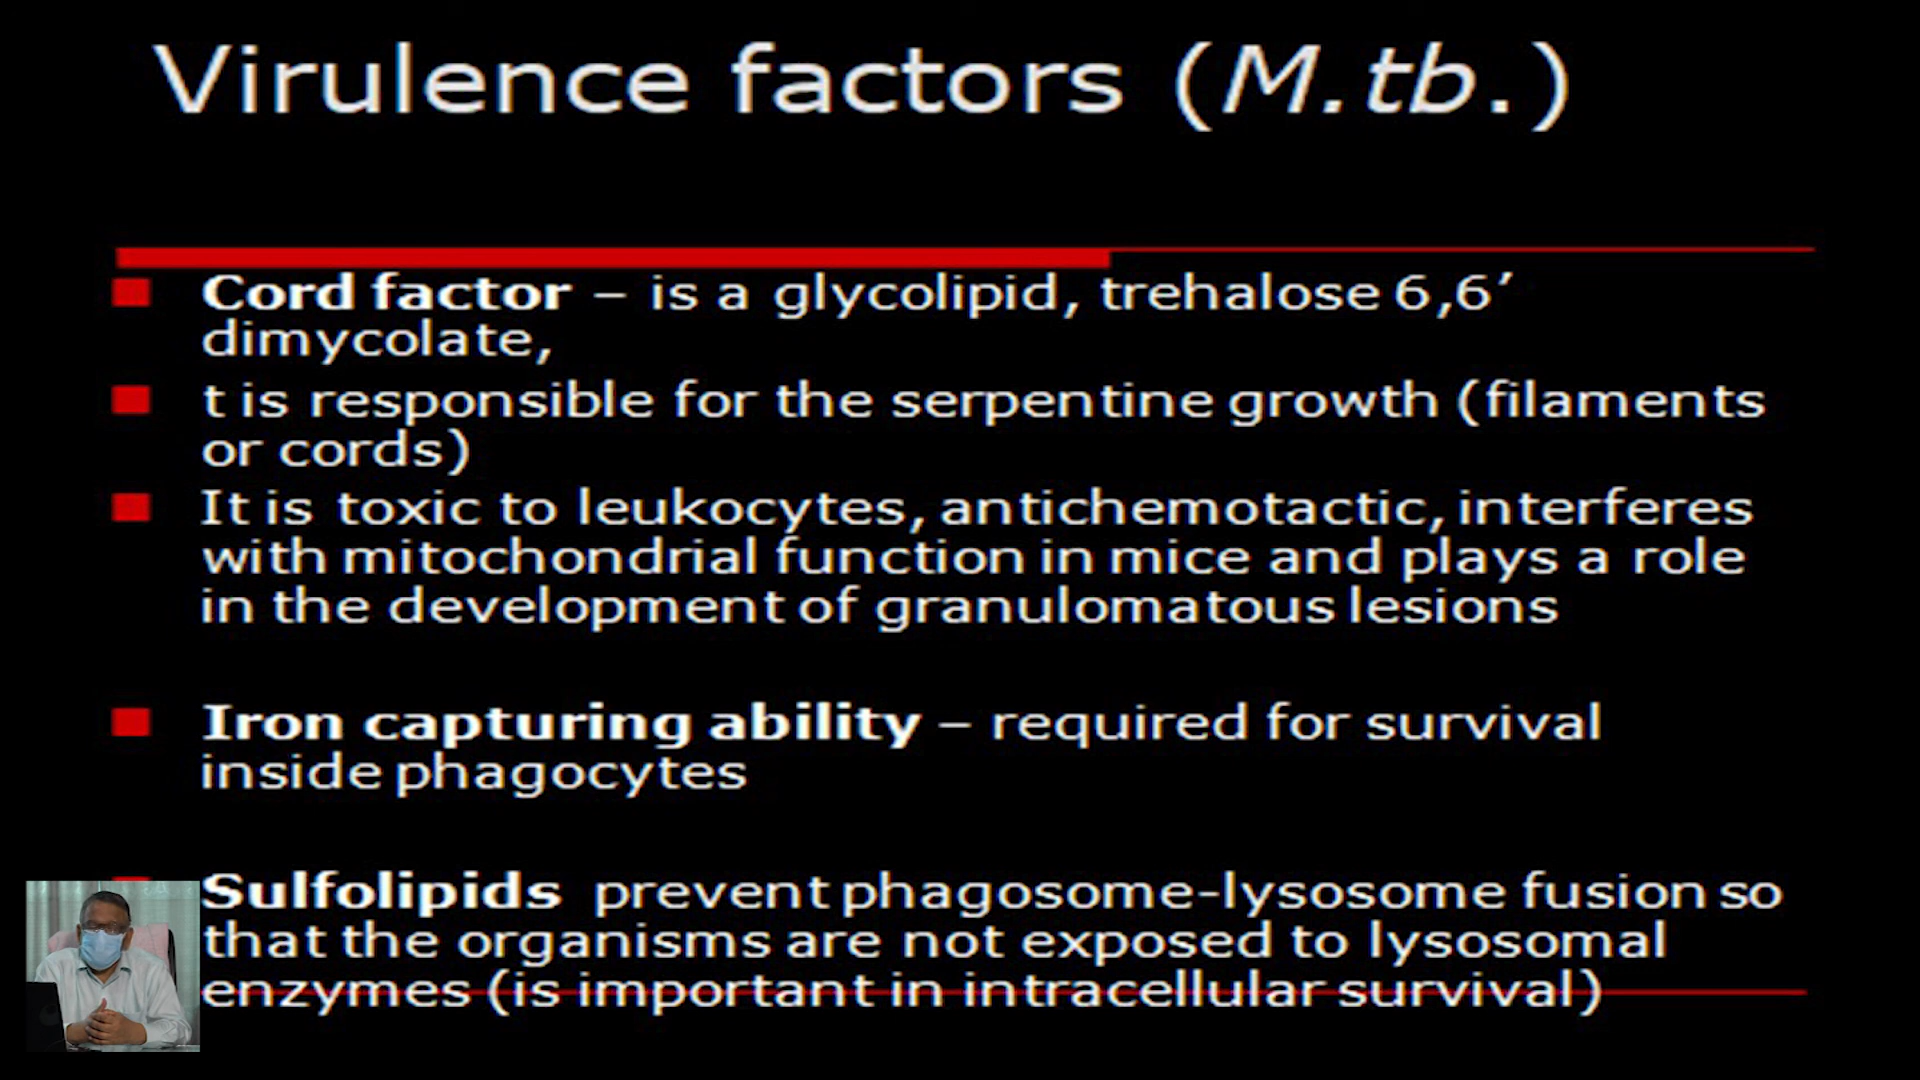 Virulence factors (M.tb.)
Cord factor – is a glycolipid, trehalose 6,6′
dimycolate,
t is responsible for the serpentine growth (filaments
or cords)
It is toxic to leukocytes, antichemotactic, interferes
with mitochondrial function in mice and plays a role
in the development of granulomatous lesions
Iron capturing ability – required for survival
inside phagocytes
Sulfolipids prevent phagosome-lysosome fusion so
that the organisms are not exposed to lysosomal
enzymes (is important in intracellular survival)